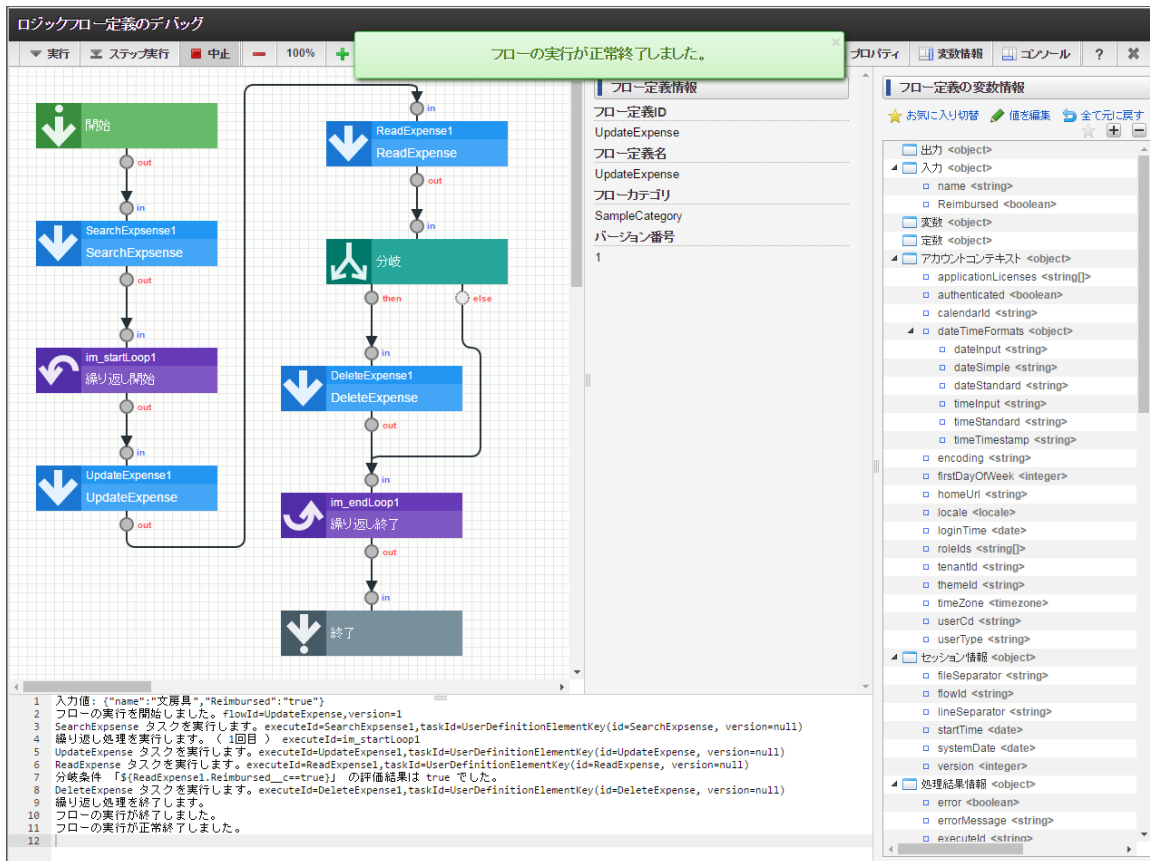 ロジックフロー定義のデバッグ
実行 ステップ実行 中止 100% プロパティ 変数情報 コンソール ? ✖
フローの実行が正常終了しました。
×
開始
out
in
SearchExpsense1
SearchExpsense
out
in
im_startLoop1
繰り返し開始
out
in
UpdateExpense1
UpdateExpense
out
in
ReadExpense1
ReadExpense
out
in
分岐
then
else
in
DeleteExpense1
DeleteExpense
out
in
im_endLoop1
繰り返し終了
out
in
終了
フロー定義情報
フロー定義ID
UpdateExpense
フロー定義名
UpdateExpense
フローカテゴリ
SampleCategory
バージョン番号
1
フロー定義の変数情報
お気に入り切替 値を編集 全て元に戻す
出力 <object>
入力 <object>
name <string>
Reimbursed <boolean>
変数 <object>
定数 <object>
アカウントコンテキスト <object>
applicationLicenses <string[]>
authenticated <boolean>
calendarId <string>
dateTimeFormats <object>
dateInput <string>
dateSimple <string>
dateStandard <string>
timeInput <string>
timeStandard <string>
timeTimestamp <string>
encoding <string>
firstDayOfWeek <integer>
homeUrl <string>
locale <locale>
loginTime <date>
roleIds <string[]>
tenantId <string>
themeId <string>
timeZone <timezone>
userCd <string>
userType <string>
セッション情報 <object>
fileSeparator <string>
flowId <string>
lineSeparator <string>
startTime <date>
systemDate <date>
version <integer>
処理結果情報 <object>
error <boolean>
errorMessage <string>
executeId <string>
1 入力値: {"name":"文房具","Reimbursed":"true"}
2 フローの実行を開始しました。flowId=UpdateExpense,version=1
3 SearchExpsense タスクを実行します。executeId=SearchExpsense1,taskId=UserDefinitionElementKey(id=SearchExpsense, version=null)
4 繰り返し処理を実行します。 ( 1回目 ) executeId=im_startLoop1
5 UpdateExpense タスクを実行します。executeId=UpdateExpense1,taskId=UserDefinitionElementKey(id=UpdateExpense, version=null)
6 ReadExpense タスクを実行します。executeId=ReadExpense1,taskId=UserDefinitionElementKey(id=ReadExpense, version=null)
7 分岐条件 「${ReadExpense1.Reimbursed__c==true}」 の評価結果は true でした。
8 DeleteExpense タスクを実行します。executeId=DeleteExpense1,taskId=UserDefinitionElementKey(id=DeleteExpense, version=null)
9 繰り返し処理を終了します。
10 フローの実行が終了しました。
11 フローの実行が正常終了しました。
12